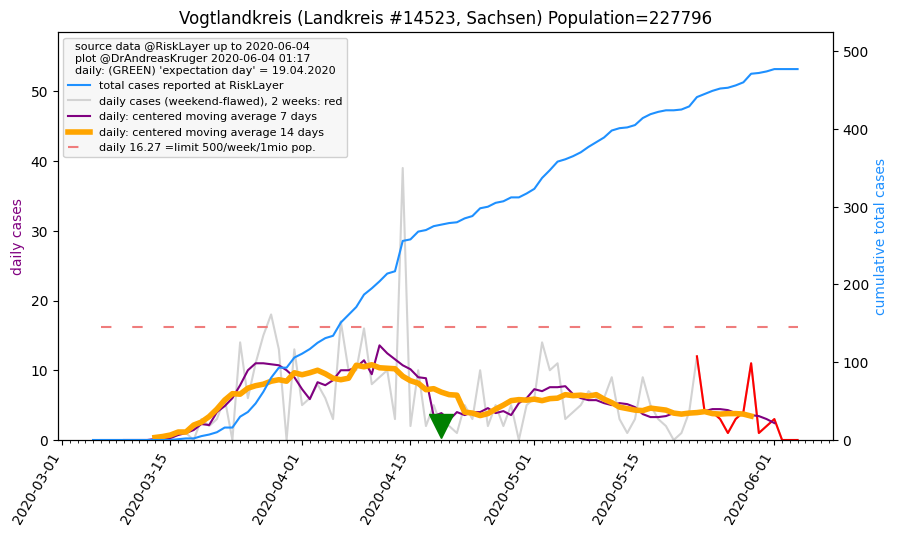 Vogtlandkreis (Landkreis #14523, Sachsen) Population=227796
source data @RiskLayer up to 2020-06-04
plot @DrAndreasKruger 2020-06-04 01:17
daily: (GREEN) 'expectation day' = 19.04.2020
total cases reported at RiskLayer
daily cases (weekend-flawed), 2 weeks: red
daily: centered moving average 7 days
daily: centered moving average 14 days
daily 16.27 =limit 500/week/1mio pop.
daily cases
50
40
30
20
10
0
500
400
300
200
100
0
cumulative total cases
2020-03-01
2020-03-15
2020-04-01
2020-04-15
2020-05-01
2020-05-15
2020-06-01